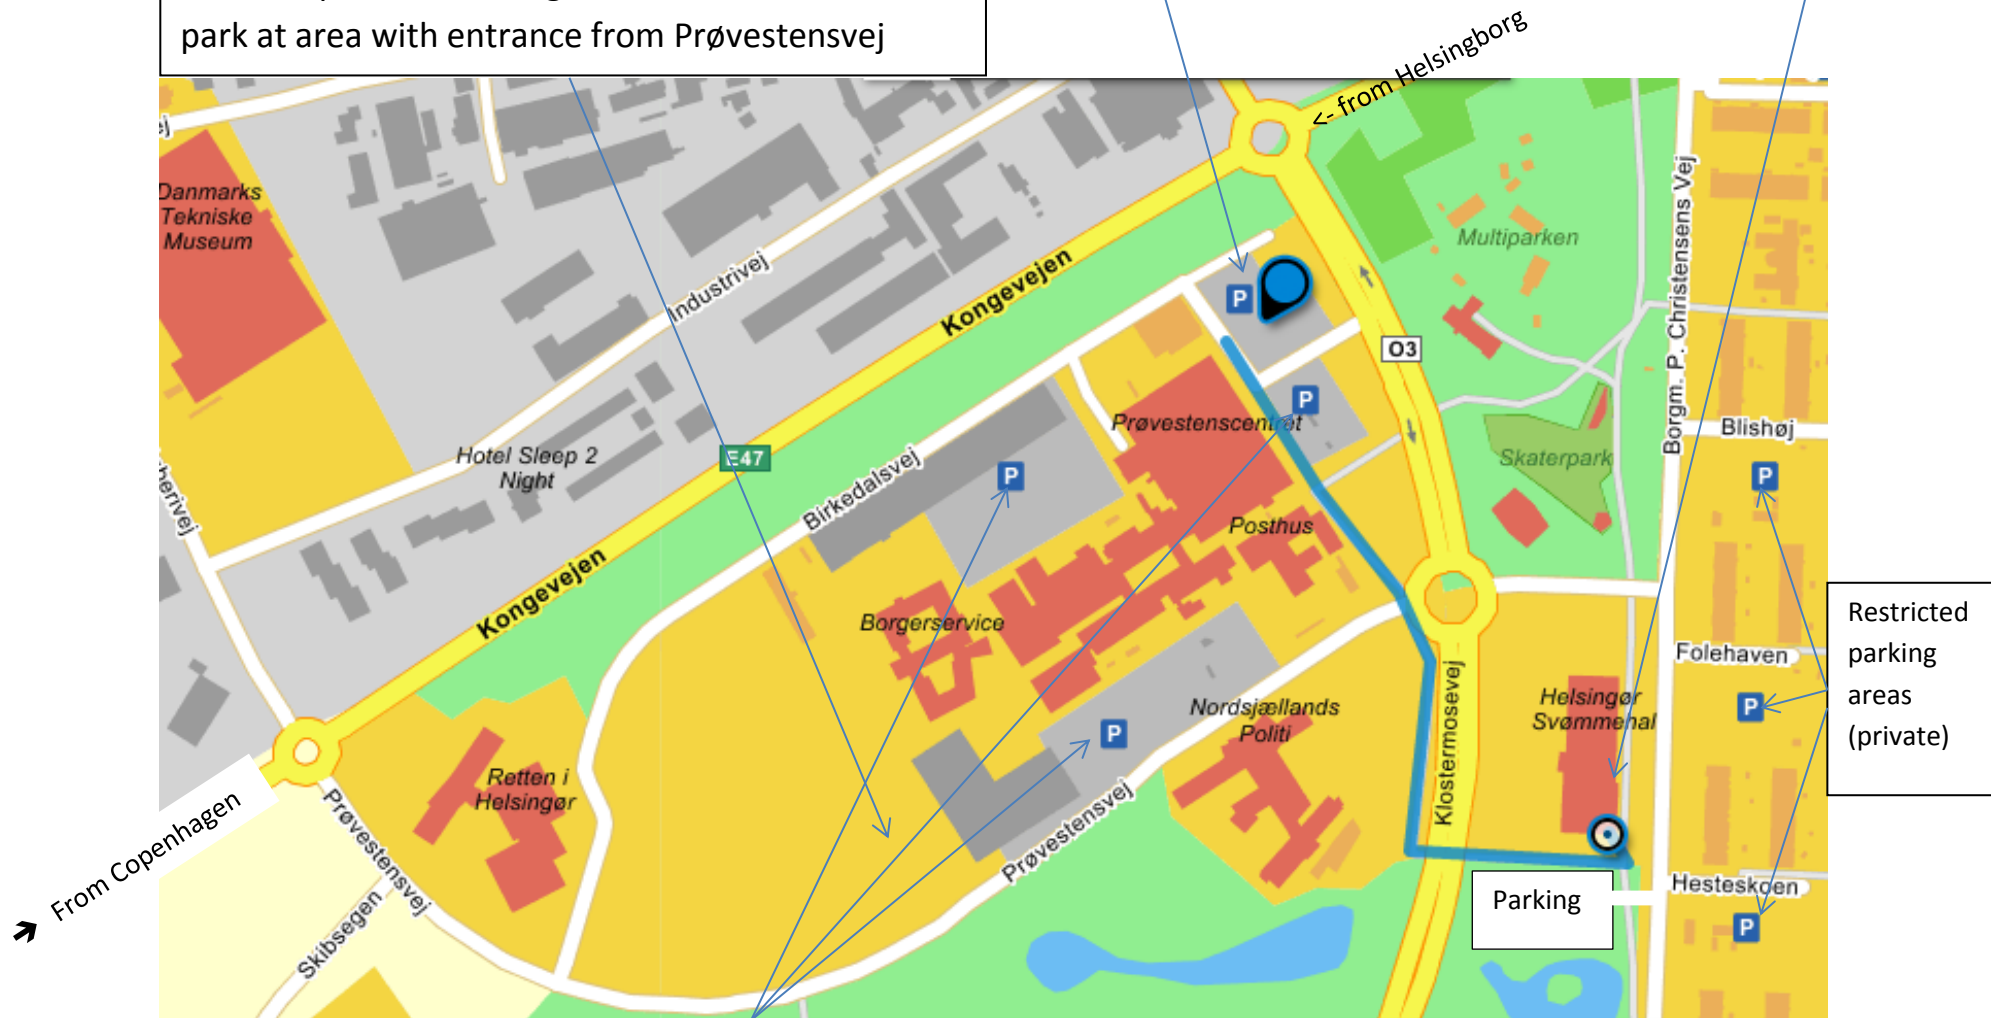 park at area with entrance from Prøvestensvej
<- from Helsingborg
Danmarks
Tekniske
Museum
Industrivej
Kongevejen
Multiparken
Borgm. P. Christensens Vej
P
O3
P
Prøvestenscentret
Blishøj
Hotel Sleep 2
Night
E47
Skaterpark
P
P
Birkedalsvej
Posthus
Kongevejen
Borgerservice
Restricted
parking
areas
(private)
Folehaven
P
Nordsjællands
Politi
Helsingør
Svømmehal
Klostermosevej
P
Retten i
Helsingør
Prøvestensvej
Prøvestensvej
➔ From Copenhagen
Skibsegen
Parking
Hesteskoen
P